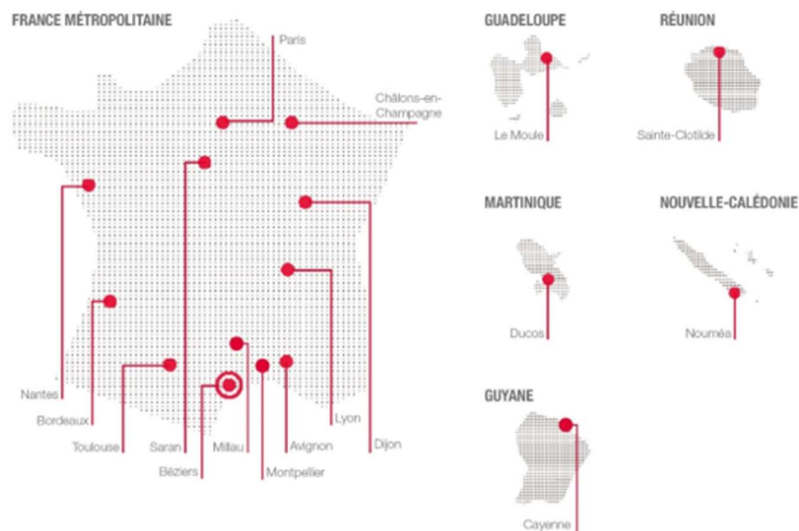 FRANCE MÉTROPOLITAINE
Paris
Châlons-en-
Champagne
Nantes
Bordeaux
Toulouse
Saran
Béziers
Millau
Montpellier
Avignon
Lyon
Dijon
GUADELOUPE
Le Moule
RÉUNION
Sainte-Clotilde
MARTINIQUE
Ducos
NOUVELLE-CALÉDONIE
Nouméa
GUYANE
Cayenne